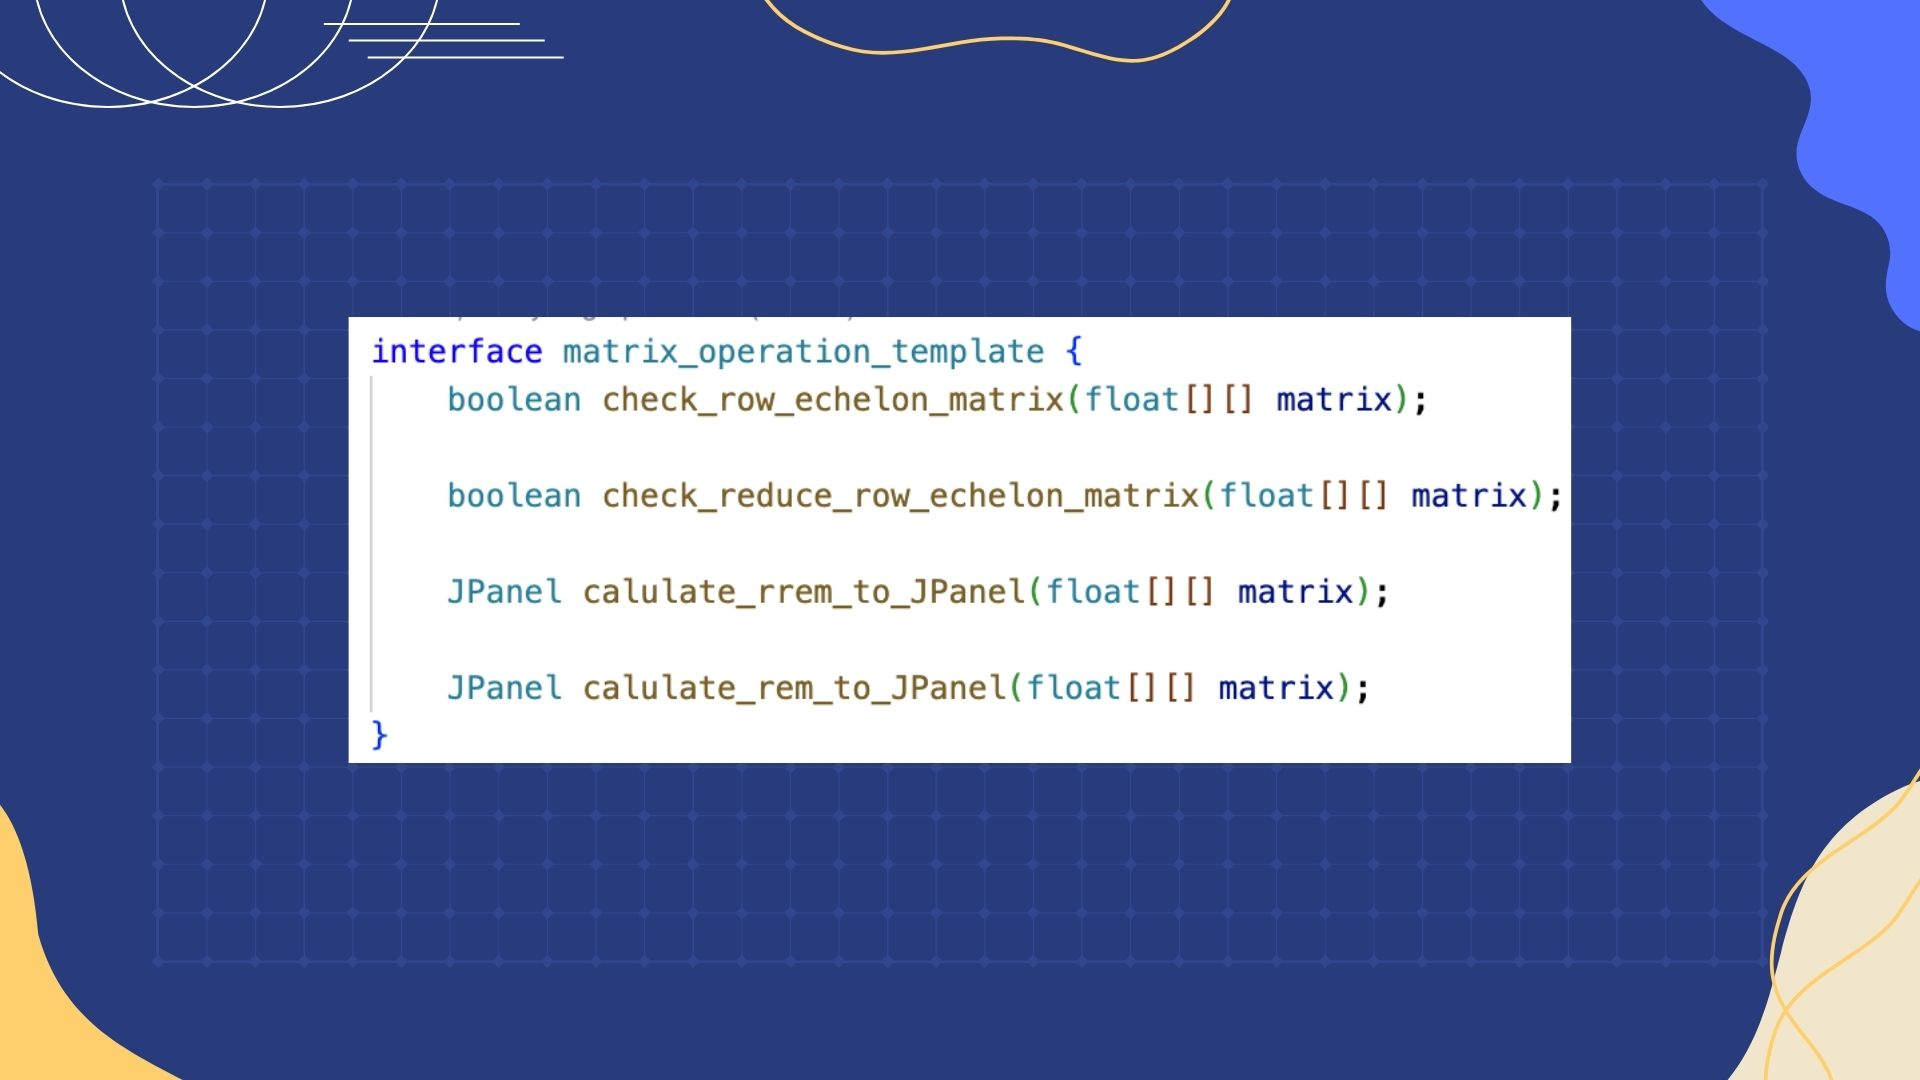 interface matrix_operation_template {
boolean check_row_echelon_matrix(float[][] matrix);
boolean check_reduce_row_echelon_matrix(float[][] matrix);
JPanel calulate_rrem_to_JPanel(float[][] matrix);
JPanel calulate_rem_to_JPanel(float[][] matrix);
}